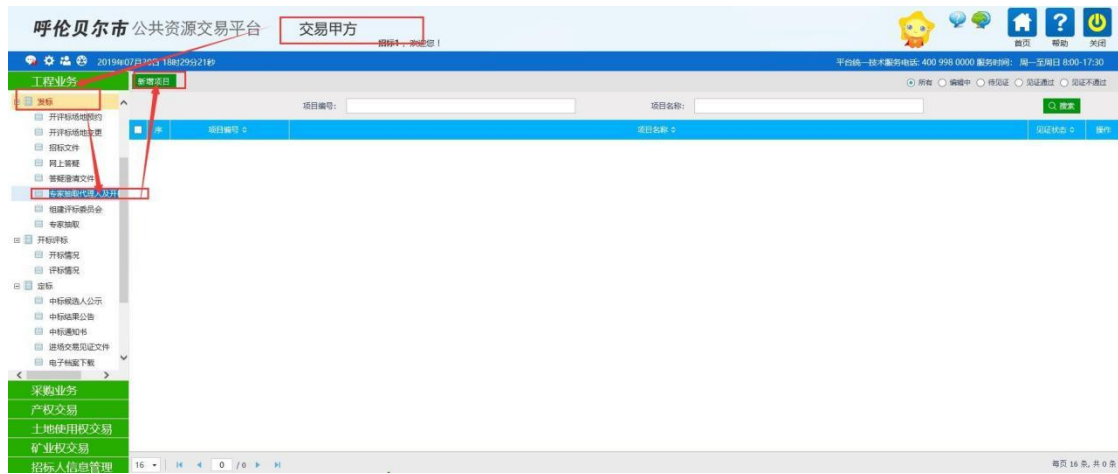 呼伦贝尔市 公共资源交易平台
交易甲方
招标1，欢迎您！
首页 帮助 关闭
2019年07月30日 18时29分21秒
平台统一技术服务电话: 400 998 0000 服务时间: 周一至周日 8:00-17:30
工程业务
新增项目
所有 编辑中 待见证 见证通过 见证不通过
发标
项目编号:
项目名称:
搜索
开评标场地预约
开评标场地变更
序 项目编号 项目名称 见证状态 操作
招标文件
网上答疑
答疑澄清文件
专家抽取代理人及开
组建评标委员会
专家抽取
开标评标
开标情况
评标情况
定标
中标候选人公示
中标结果公告
中标通知书
进场交易见证文件
电子档案下载
采购业务
产权交易
土地使用权交易
矿业权交易
招标人信息管理
16 0 / 0
每页 16 条, 共 0 条